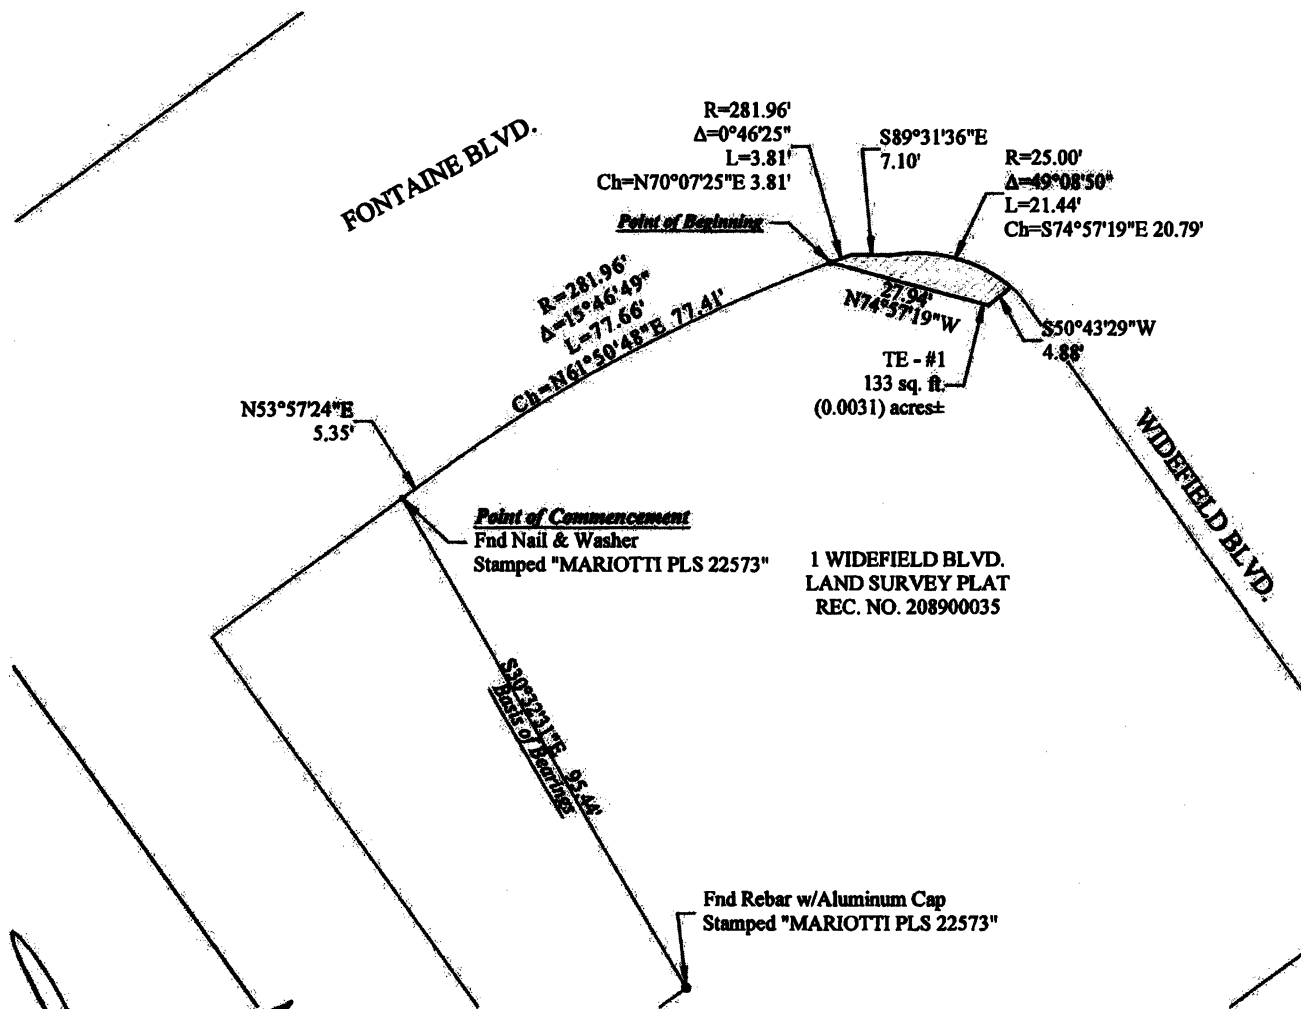 FONTAINE BLVD.
R=281.96'
Δ=0°46'25"
L=3.81'
Ch=N70°07'25"E 3.81'
S89°31'36"E
7.10'
R=25.00'
Δ=49°08'50"
L=21.44'
Ch=S74°57'19"E 20.79'
Point of Beginning
R=281.96'
Δ=15°46'49"
L=77.66'
Ch=N61°50'48"E 77.41'
27.94'
N74°57'19"W
S50°43'29"W
4.88'
TE - #1
133 sq. ft.
(0.0031) acres±
N53°57'24"E
5.35'
WIDEFIELD BLVD.
Point of Commencement
Fnd Nail & Washer
Stamped "MARIOTTI PLS 22573"
1 WIDEFIELD BLVD.
LAND SURVEY PLAT
REC. NO. 208900035
S30°32'31"E 95.44'
Basis of Bearings
Fnd Rebar w/Aluminum Cap
Stamped "MARIOTTI PLS 22573"